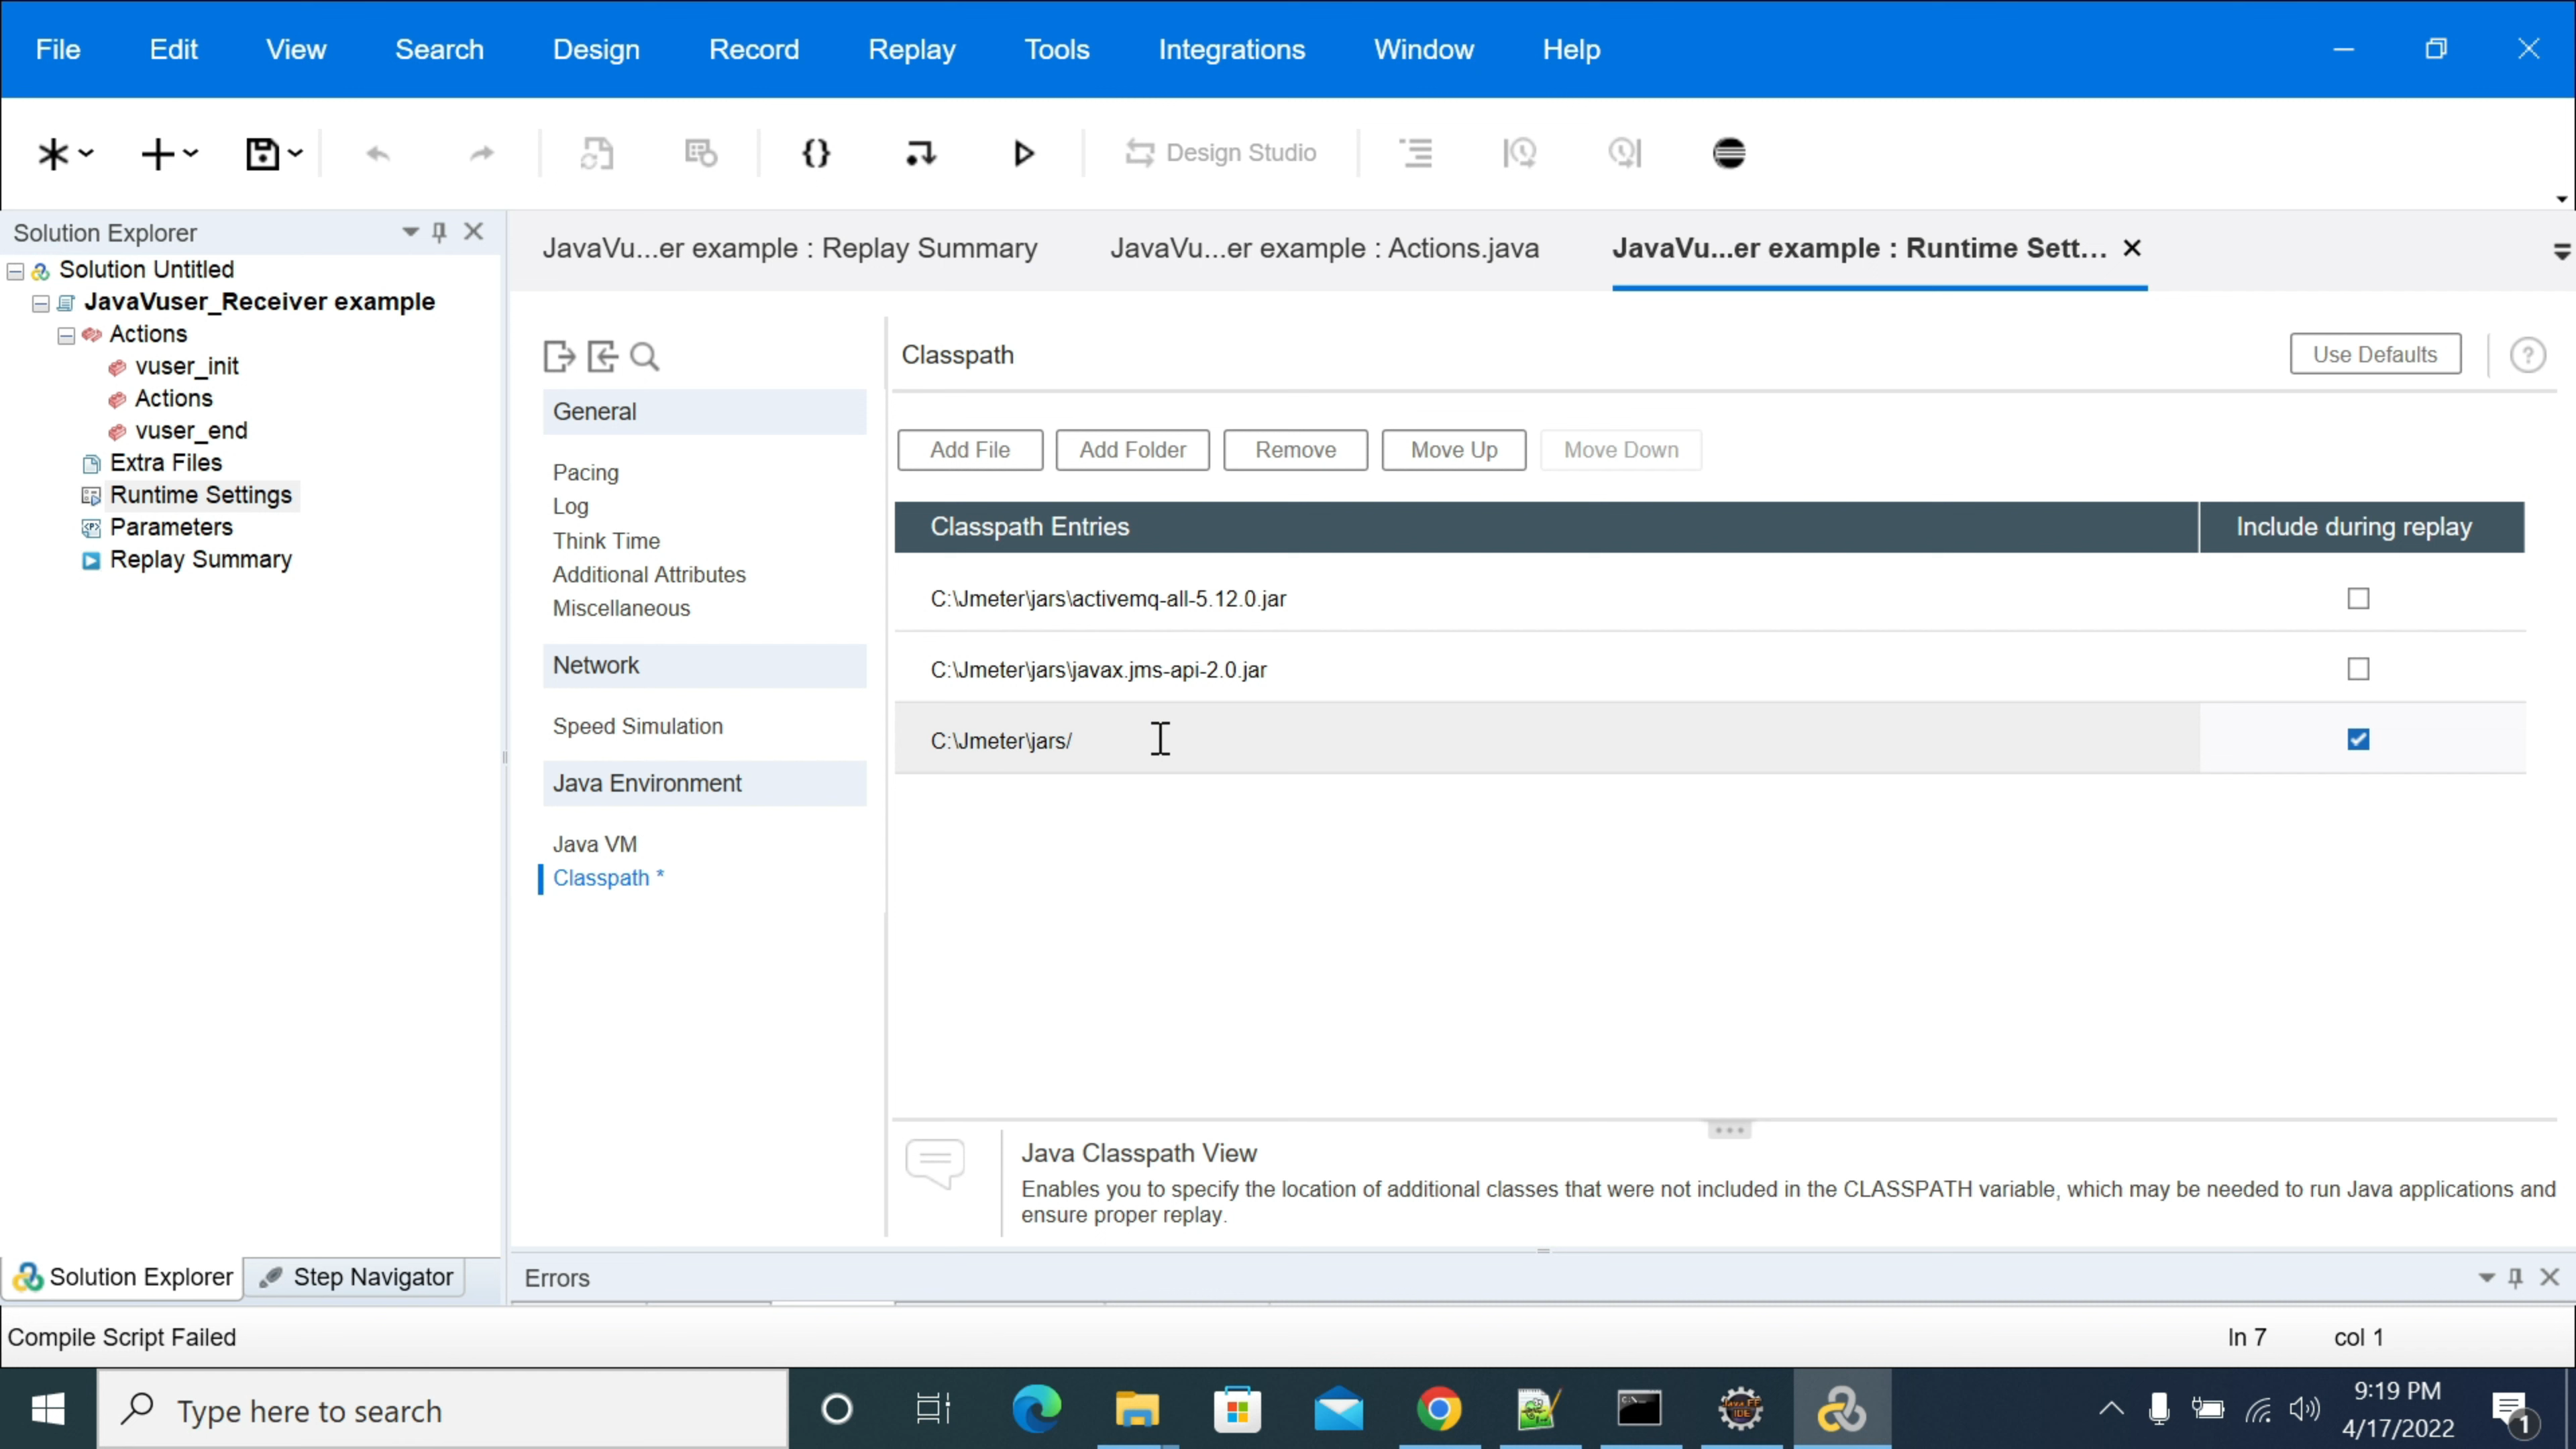 File Edit View Search Design Record Replay Tools Integrations Window Help
Design Studio
Solution Explorer
Solution Untitled
JavaVuser_Receiver example
Actions
vuser_init
Actions
vuser_end
Extra Files
Runtime Settings
Parameters
Replay Summary
Solution Explorer Step Navigator
JavaVu...er example : Replay Summary JavaVu...er example : Actions.java JavaVu...er example : Runtime Sett...
General
Pacing
Log
Think Time
Additional Attributes
Miscellaneous
Network
Speed Simulation
Java Environment
Java VM
Classpath *
Classpath Use Defaults ?
Add File Add Folder Remove Move Up Move Down
Classpath Entries Include during replay
C:\Jmeter\jars\activemq-all-5.12.0.jar
C:\Jmeter\jars\javax.jms-api-2.0.jar
C:\Jmeter\jars/
Java Classpath View
Enables you to specify the location of additional classes that were not included in the CLASSPATH variable, which may be needed to run Java applications and
ensure proper replay.
Errors
Compile Script Failed ln 7 col 1
Type here to search
9:19 PM
4/17/2022
1